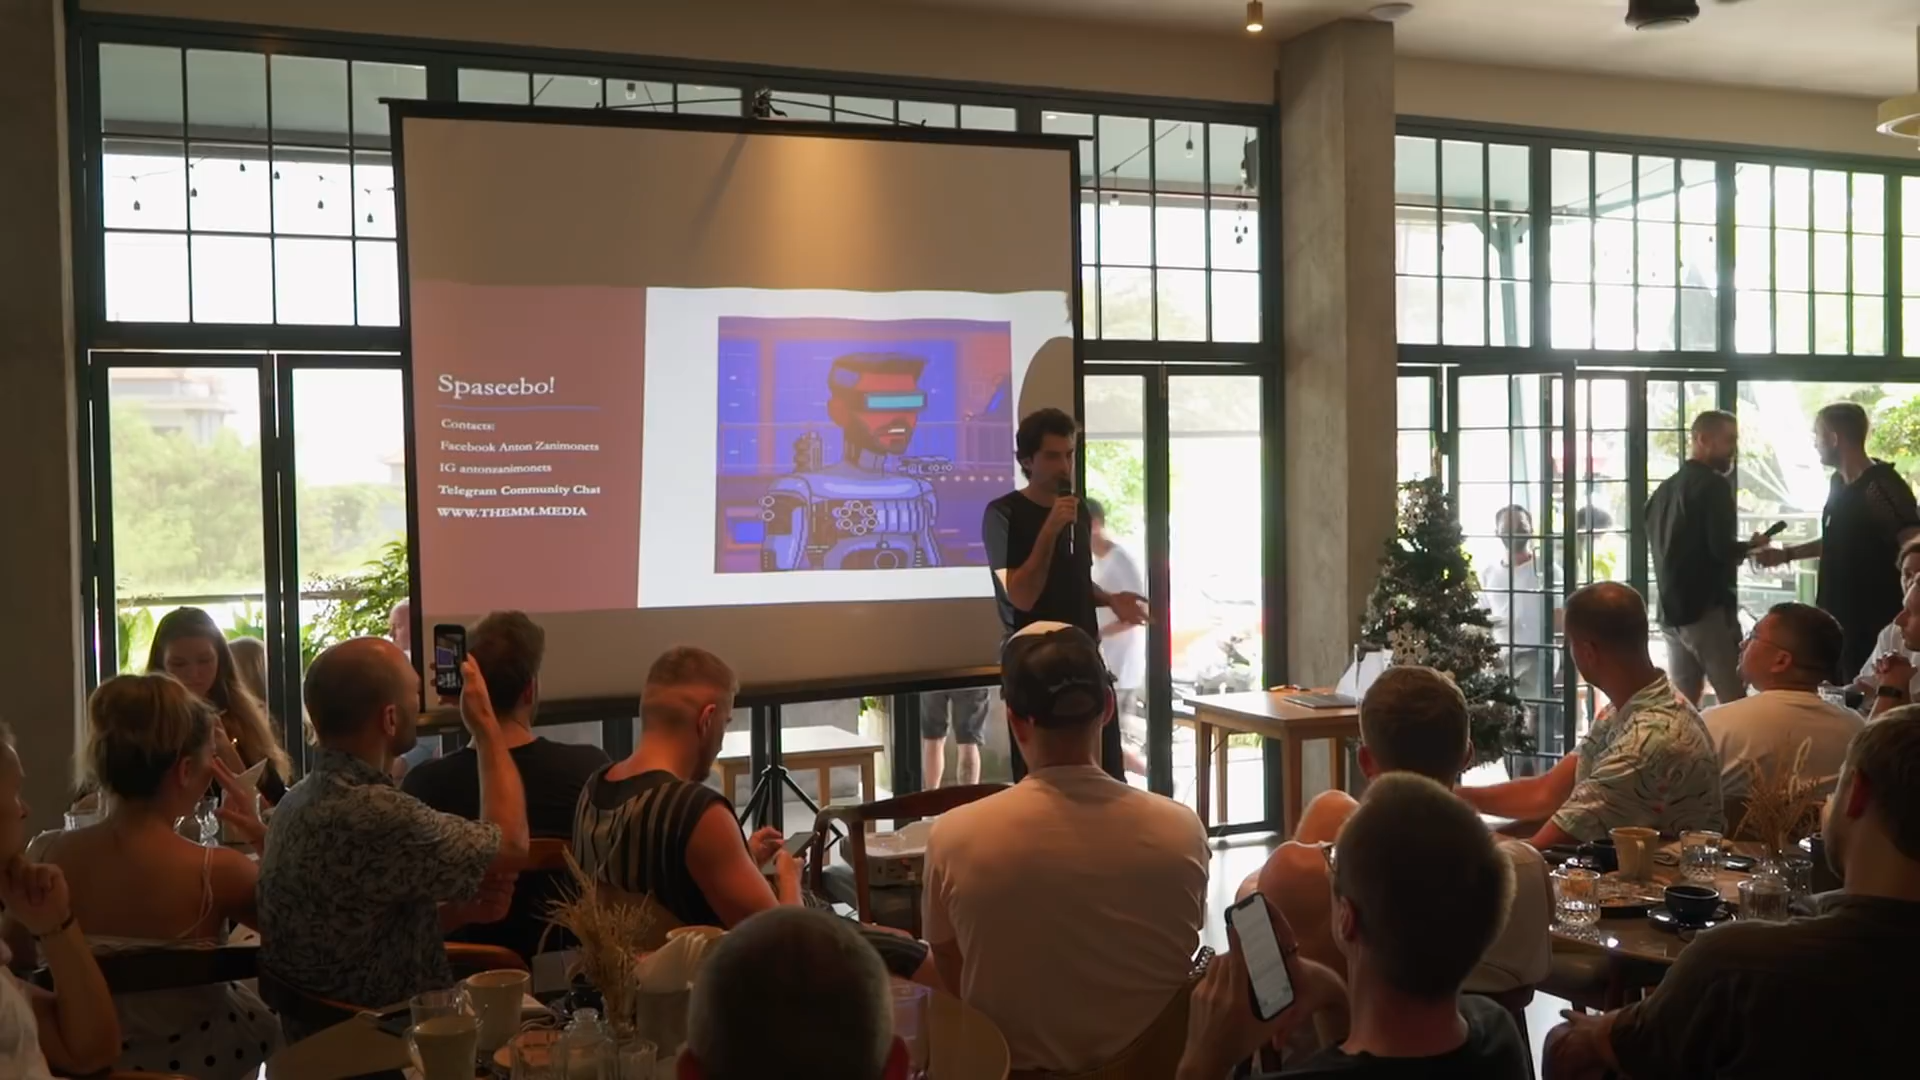 Spaseebo!
Contacts:
Facebook Anton Zanimonets
IG antonzanimonets
Telegram Community Chat
WWW.THEMM.MEDIA